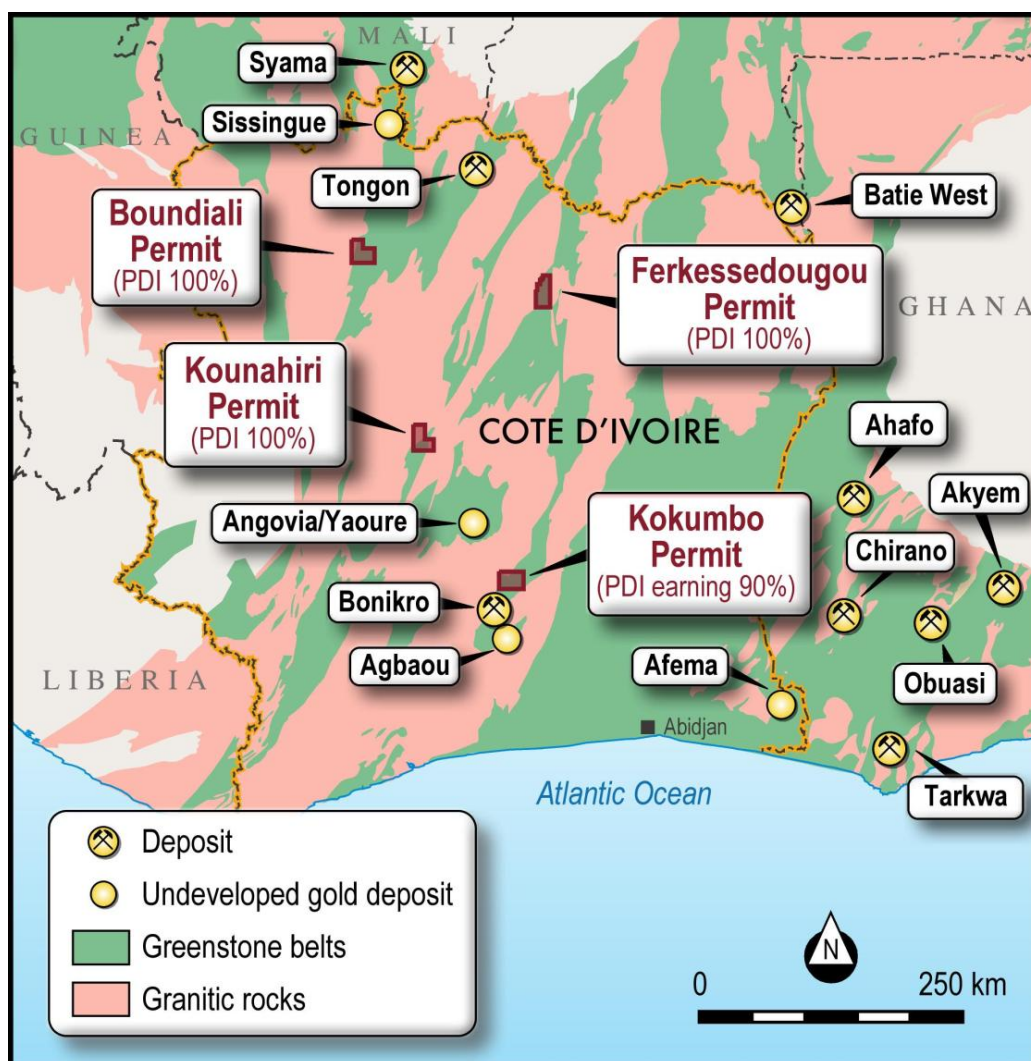 MALI
Syama
Sissingue
GUINEA
Tongon
Batie West
Boundiali
Permit
(PDI 100%)
Ferkessedougou
Permit
(PDI 100%)
GHANA
Kounahiri
Permit
(PDI 100%)
COTE D'IVOIRE
Ahafo
Akyem
Angovia/Yaoure
Kokumbo
Permit
(PDI earning 90%)
Chirano
Bonikro
Agbaou
Afema
Obuasi
LIBERIA
Abidjan
Tarkwa
Atlantic Ocean
Deposit
Undeveloped gold deposit
Greenstone belts
Granitic rocks
N
0 250 km